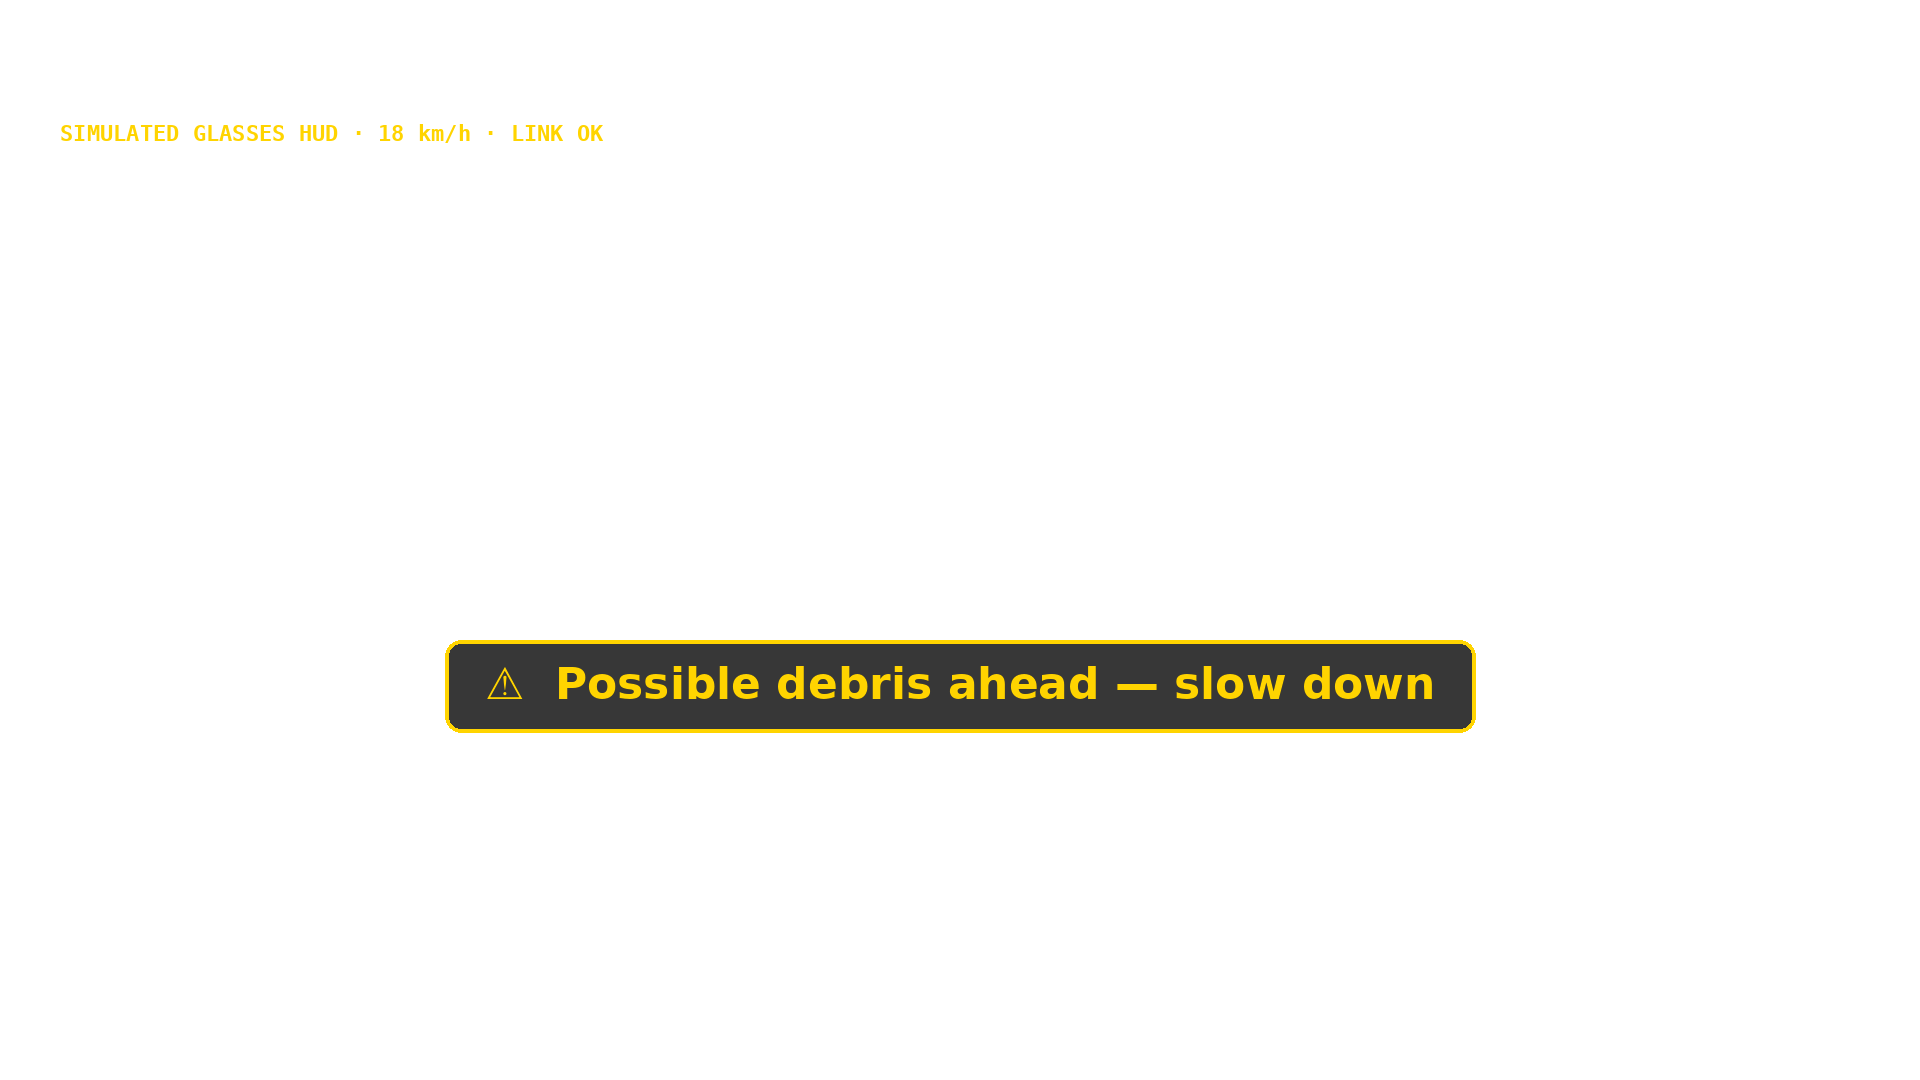 SIMULATED GLASSES HUD · 18 km/h · LINK OK
⚠ Possible debris ahead — slow down